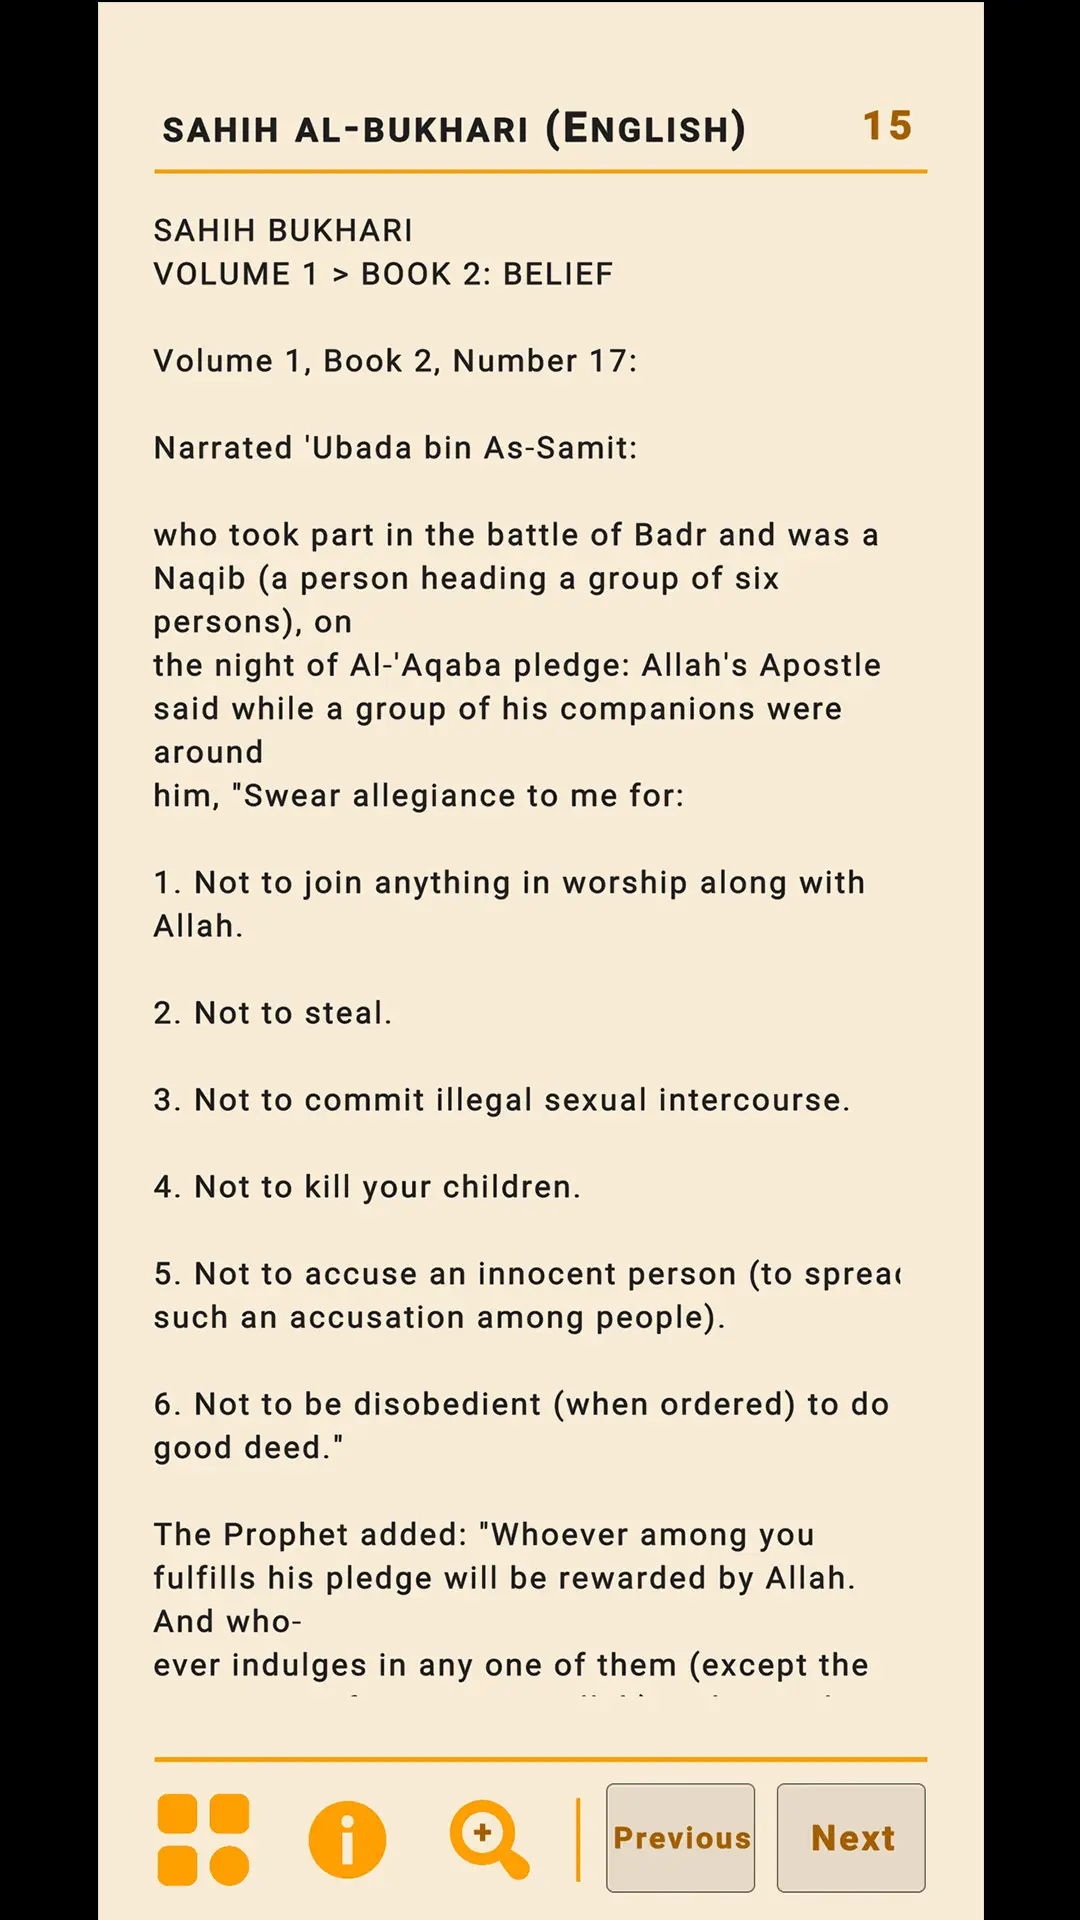 SAHIH AL-BUKHARI (ENGLISH) 15
SAHIH BUKHARI
VOLUME 1 > BOOK 2: BELIEF
Volume 1, Book 2, Number 17:
Narrated 'Ubada bin As-Samit:
who took part in the battle of Badr and was a
Naqib (a person heading a group of six
persons), on
the night of Al-'Aqaba pledge: Allah's Apostle
said while a group of his companions were
around
him, "Swear allegiance to me for:
1. Not to join anything in worship along with
Allah.
2. Not to steal.
3. Not to commit illegal sexual intercourse.
4. Not to kill your children.
5. Not to accuse an innocent person (to spread
such an accusation among people).
6. Not to be disobedient (when ordered) to do
good deed."
The Prophet added: "Whoever among you
fulfills his pledge will be rewarded by Allah.
And who-
ever indulges in any one of them (except the
Previous Next